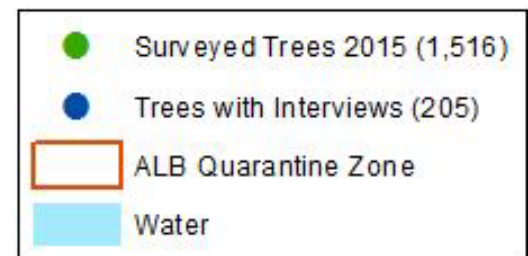 Surveyed Trees 2015 (1,516)
Trees with Interviews (205)
ALB Quarantine Zone
Water